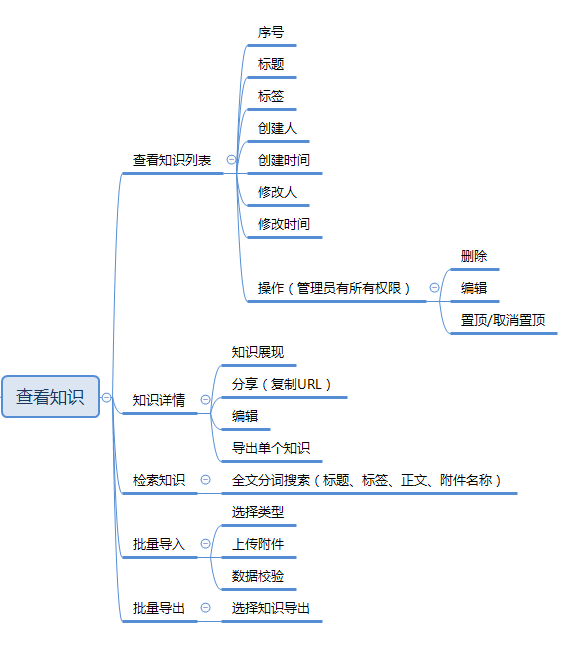 序号
标题
标签
创建人
查看知识列表
创建时间
修改人
修改时间
操作（管理员有所有权限）
删除
编辑
置顶/取消置顶
查看知识
知识详情
知识展现
分享（复制URL）
编辑
导出单个知识
检索知识
全文分词搜索（标题、标签、正文、附件名称）
批量导入
选择类型
上传附件
数据校验
批量导出
选择知识导出